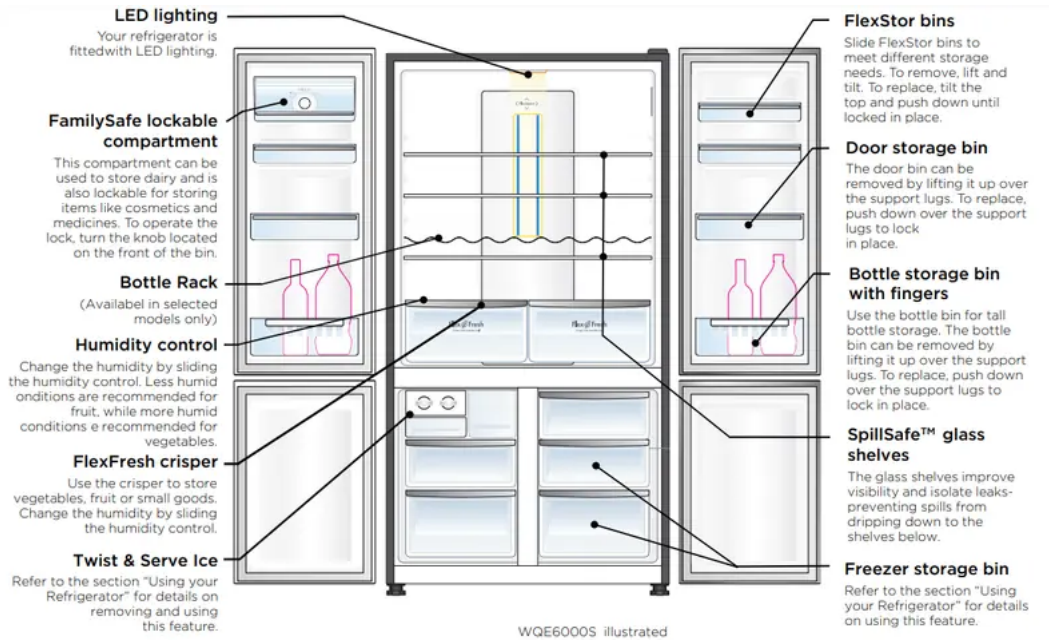 LED lighting
Your refrigerator is
fittedwith LED lighting.
FamilySafe lockable
compartment
This compartment can be
used to store dairy and is
also lockable for storing
items like cosmetics and
medicines. To operate the
lock, turn the knob located
on the front of the bin.
Bottle Rack
(Availabel in selected
models only)
Humidity control
Change the humidity by sliding
the humidity control. Less humid
onditions are recommended for
fruit, while more humid
conditions e recommended for
vegetables.
FlexFresh crisper
Use the crisper to store
vegetables, fruit or small goods.
Change the humidity by sliding
the humidity control.
Twist & Serve Ice
Refer to the section “Using your
Refrigerator” for details on
removing and using
this feature.
FlexFresh
FlexFresh
WQE6000S illustrated
FlexStor bins
Slide FlexStor bins to
meet different storage
needs. To remove, lift and
tilt. To replace, tilt the
top and push down until
locked in place.
Door storage bin
The door bin can be
removed by lifting it up over
the support lugs. To replace,
push down over the support
lugs to lock
in place.
Bottle storage bin
with fingers
Use the bottle bin for tall
bottle storage. The bottle
bin can be removed by
lifting it up over the support
lugs. To replace, push down
over the support lugs to
lock in place.
SpillSafe™ glass
shelves
The glass shelves improve
visibility and isolate leaks-
preventing spills from
dripping down to the
shelves below.
Freezer storage bin
Refer to the section “Using
your Refrigerator” for details
on using this feature.